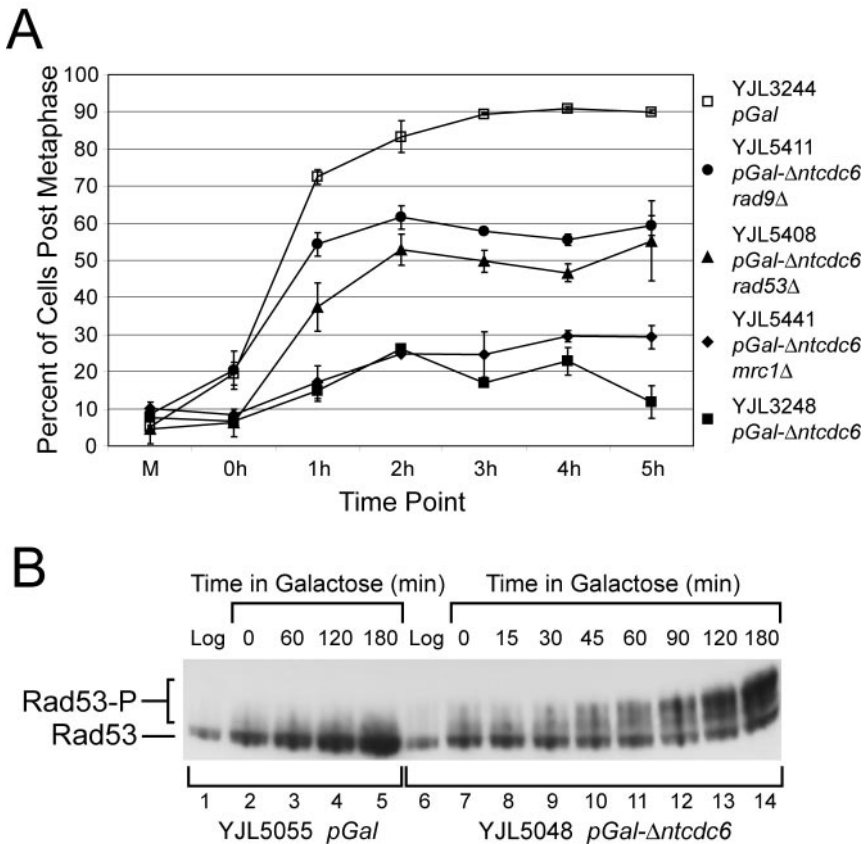 A
Percent of Cells Post Metaphase
100
90
80
70
60
50
40
30
20
10
0
M 0h 1h 2h 3h 4h 5h
Time Point
YJL3244
pGal
YJL5411
pGal-Δntcdc6
rad9Δ
YJL5408
pGal-Δntcdc6
rad53Δ
YJL5441
pGal-Δntcdc6
mrc1Δ
YJL3248
pGal-Δntcdc6
B
Time in Galactose (min) Time in Galactose (min)
Log 0 60 120 180 Log 0 15 30 45 60 90 120 180
Rad53-P
Rad53
1 2 3 4 5 6 7 8 9 10 11 12 13 14
YJL5055 pGal YJL5048 pGal-Δntcdc6